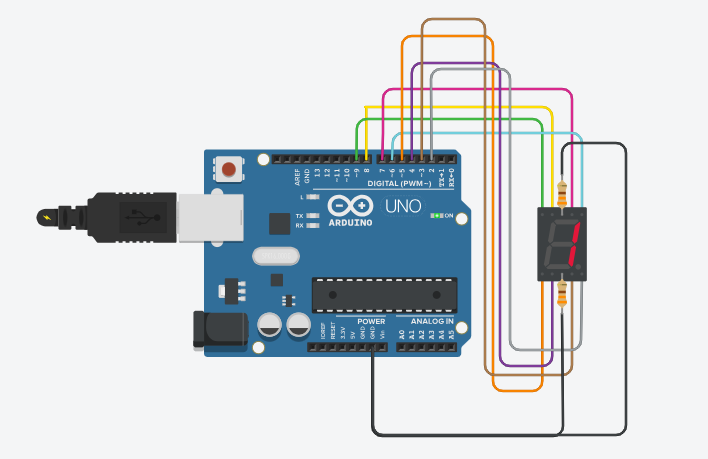 AREF
GND
13
12
~11
~10
~9
8
7
~6
~5
4
~3
2
TX→1
RX←0
DIGITAL (PWM~)
L
TX
RX
UNO
ON
ARDUINO
POWER
ANALOG IN
IOREF
RESET
3.3V
5V
GND
GND
Vin
A0
A1
A2
A3
A4
A5
1